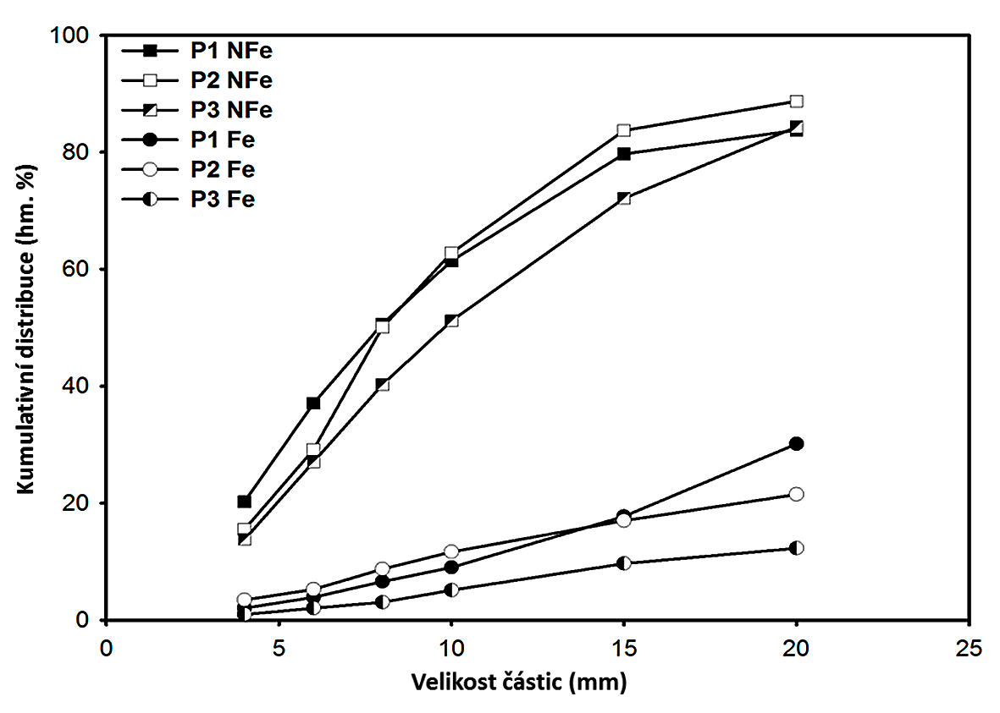 100
80
60
40
20
0
Kumulativní distribuce (hm. %)
P1 NFe
P2 NFe
P3 NFe
P1 Fe
P2 Fe
P3 Fe
0 5 10 15 20 25
Velikost částic (mm)